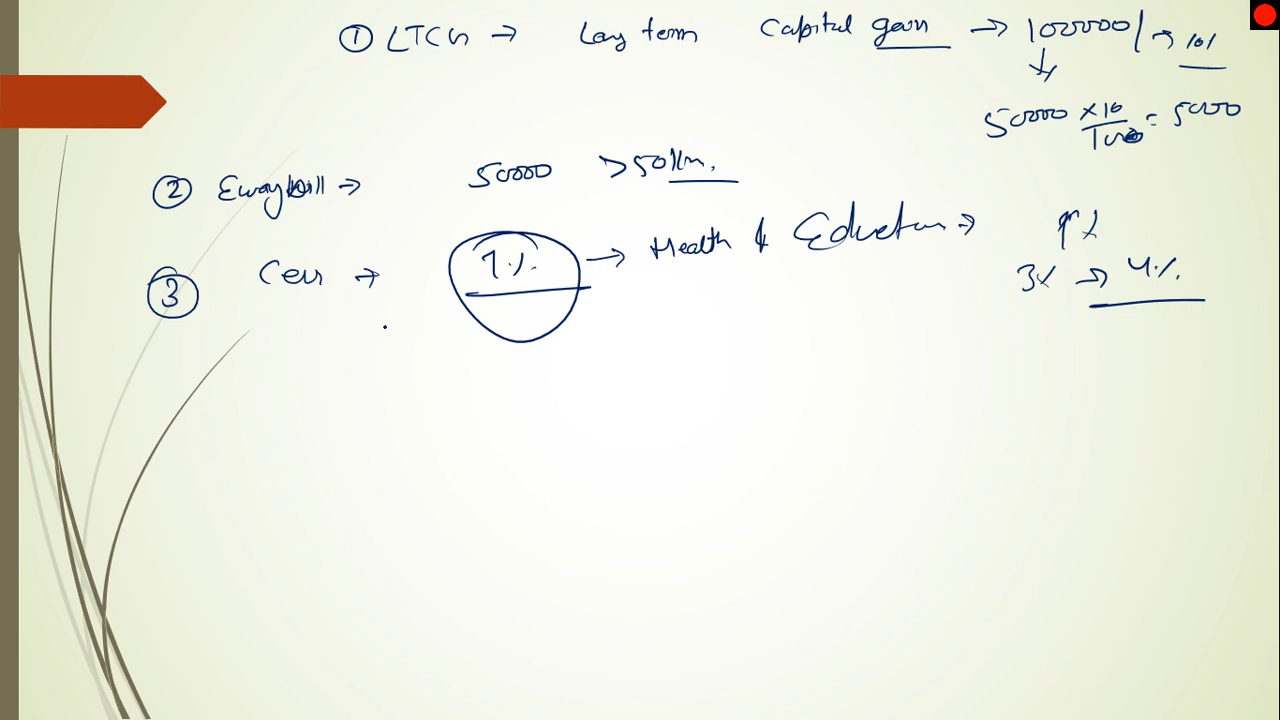 ① LTCG → Long term Capital gain → 1000000/ → 10%
50000 × 10 / 100 = 5000
② Ewaybill → 50000 >50km.
③ Cess → 1%. → Health & Education →
3% → 4%.